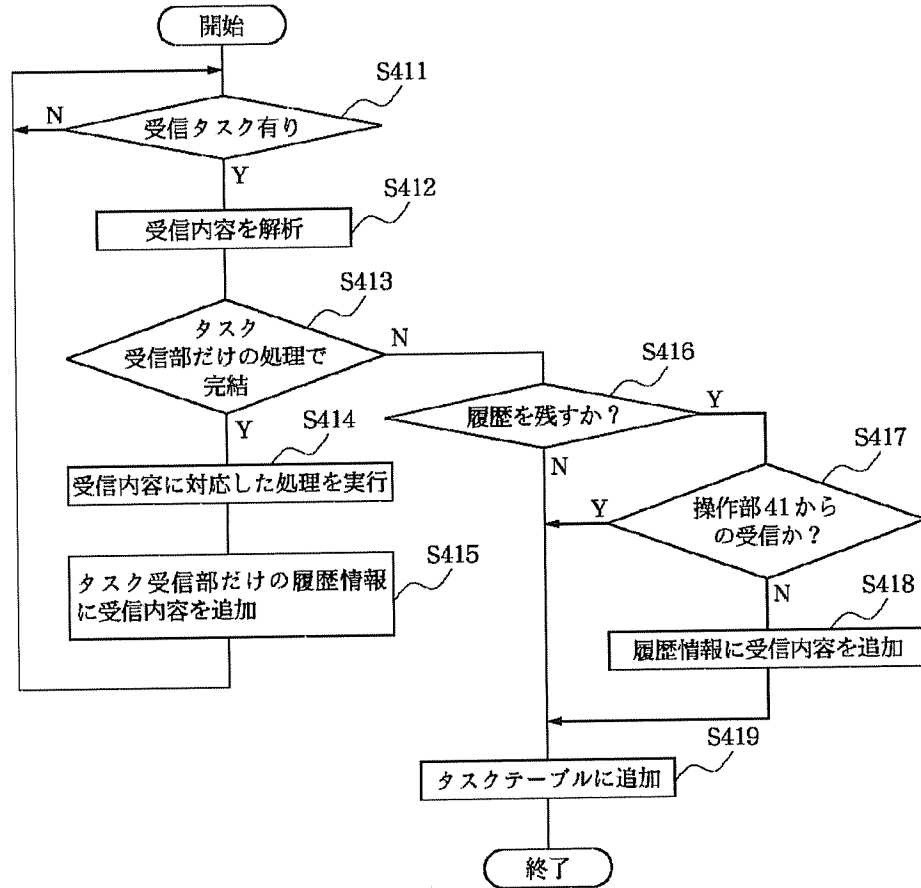 開始
S411
N
受信タスク有り
Y
S412
受信内容を解析
S413
タスク
受信部だけの処理で
完結
N
Y
S414
受信内容に対応した処理を実行
S415
タスク受信部だけの履歴情報
に受信内容を追加
S416
履歴を残すか？
Y
N
S417
操作部41から
の受信か？
Y
N
S418
履歴情報に受信内容を追加
S419
タスクテーブルに追加
終了